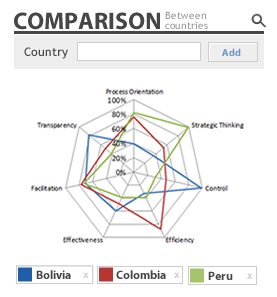 COMPARISON Between
countries
Country Add
Process Orientation
100%
80%
Transparency Strategic Thinking
60%
40%
20%
0%
Facilitation Control
Effectiveness Efficiency
Bolivia x Colombia x Peru x